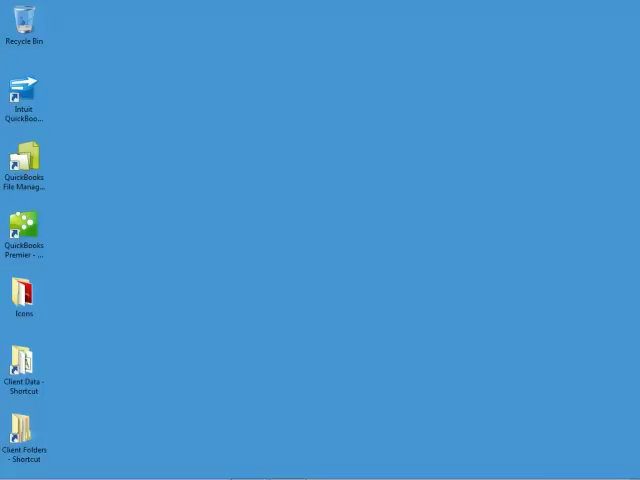 Recycle Bin
Intuit
QuickBoo...
QuickBooks
File Manag...
QuickBooks
Premier - ...
Icons
Client Data -
Shortcut
Client Folders
- Shortcut